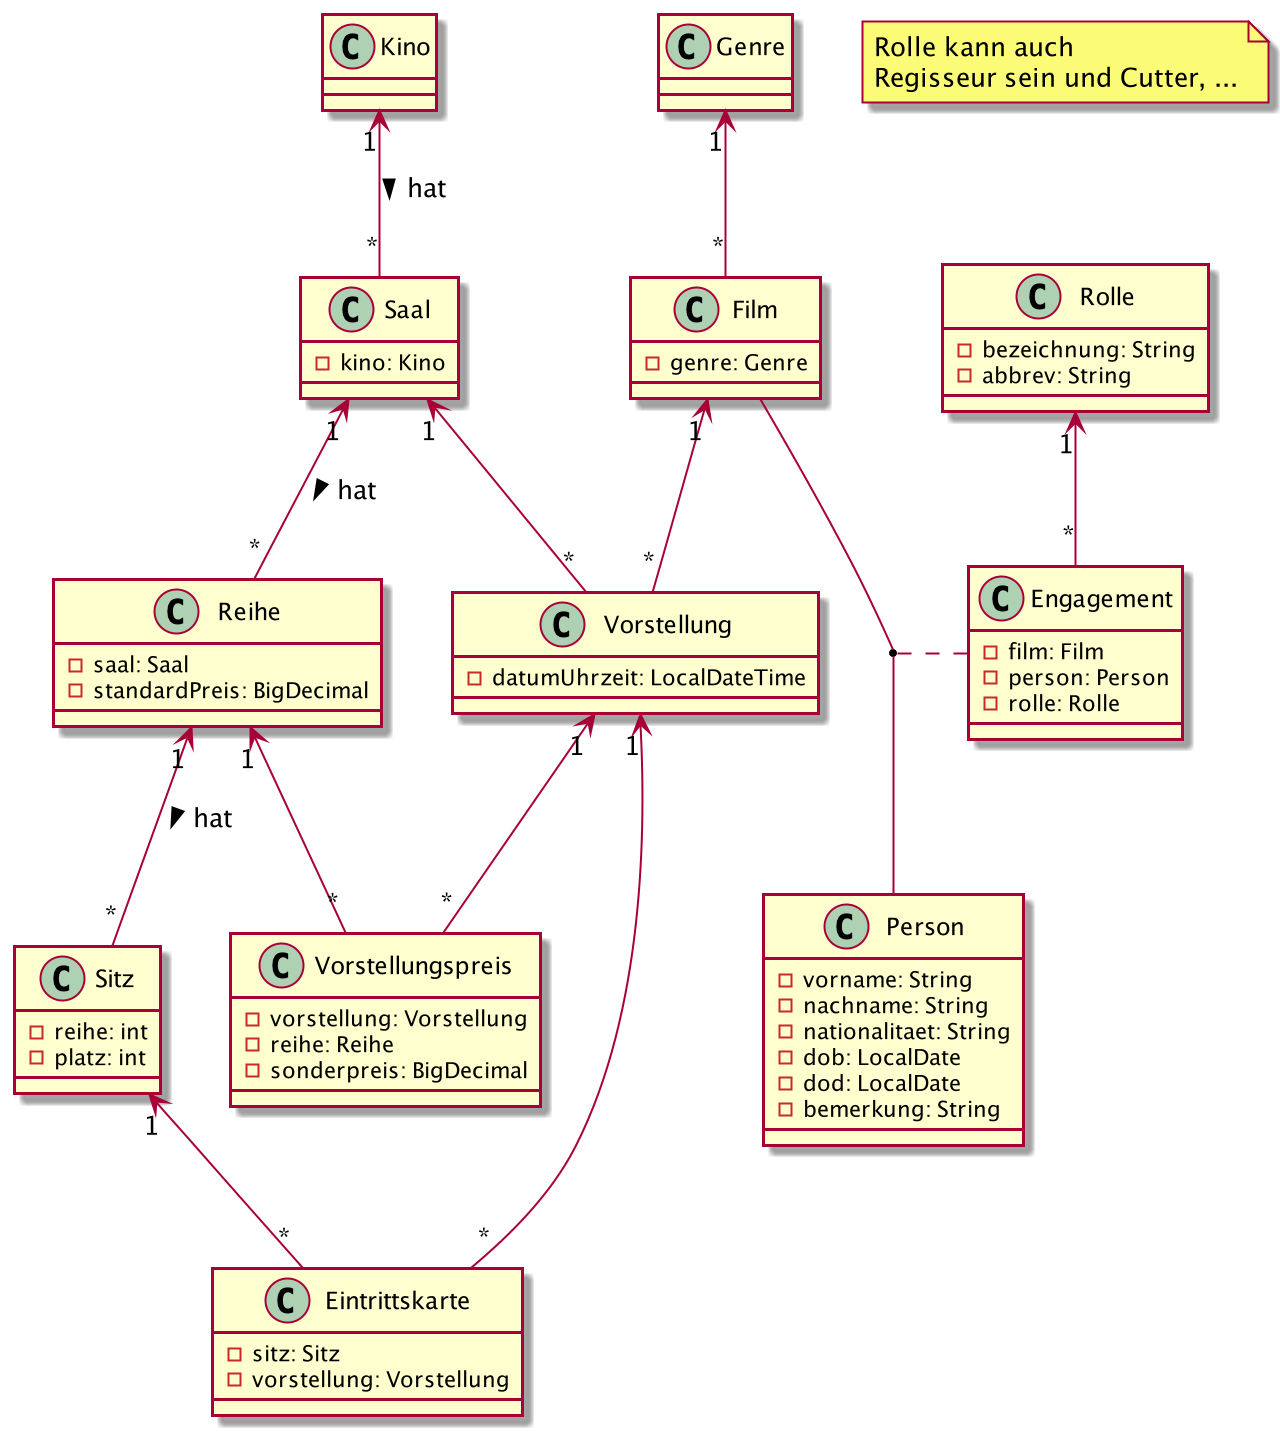 C Kino
C Genre
Rolle kann auch
Regisseur sein und Cutter, ...
1
1
hat
*
*
C Saal
kino: Kino
C Film
genre: Genre
C Rolle
bezeichnung: String
abbrev: String
1
1
1
1
hat
*
*
*
*
C Reihe
saal: Saal
standardPreis: BigDecimal
C Vorstellung
datumUhrzeit: LocalDateTime
C Engagement
film: Film
person: Person
rolle: Rolle
1
1
1
1
hat
*
*
*
C Sitz
reihe: int
platz: int
C Vorstellungspreis
vorstellung: Vorstellung
reihe: Reihe
sonderpreis: BigDecimal
C Person
vorname: String
nachname: String
nationalitaet: String
dob: LocalDate
dod: LocalDate
bemerkung: String
1
*
*
C Eintrittskarte
sitz: Sitz
vorstellung: Vorstellung